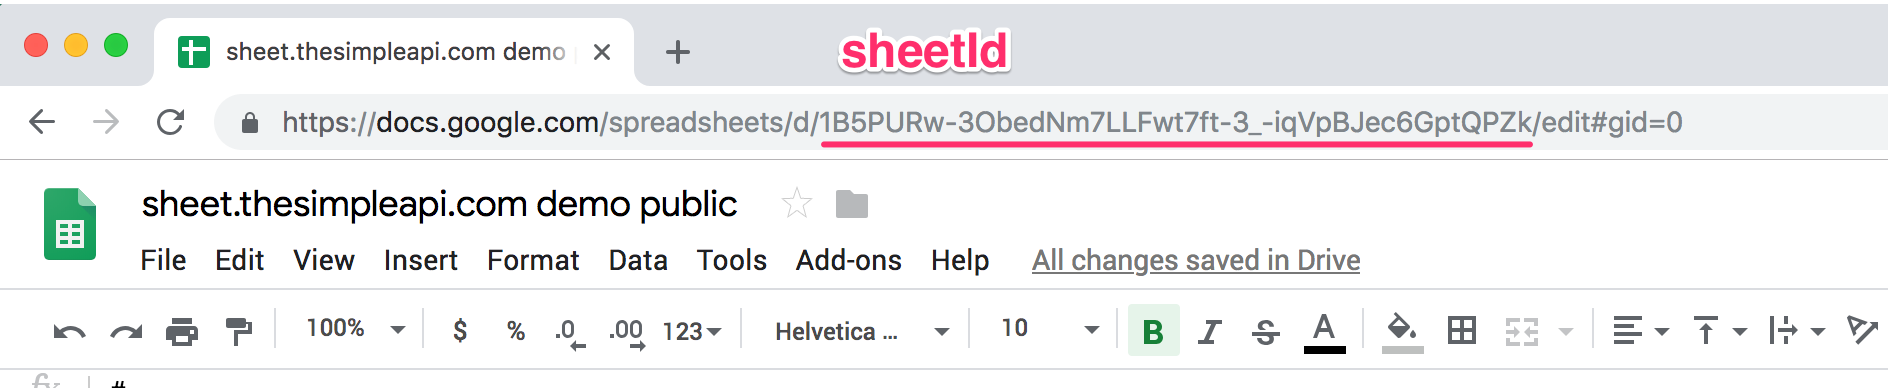 sheet.thesimpleapi.com demo
sheetId
https://docs.google.com/spreadsheets/d/1B5PURw-3ObedNm7LLFwt7ft-3_-iqVpBJec6GptQPZk/edit#gid=0
sheet.thesimpleapi.com demo public
File Edit View Insert Format Data Tools Add-ons Help All changes saved in Drive
100% $ % .0 .00 123 Helvetica ... 10 B I S A
fx #